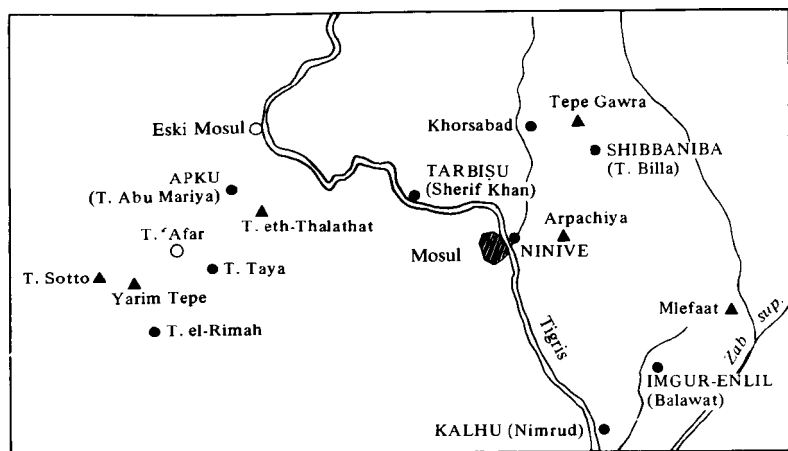 Tepe Gawra
Eski Mosul
Khorsabad
SHIBBANIBA
(T. Billa)
APKU
(T. Abu Mariya)
TARBIṢU
(Sherif Khan)
T. eth-Thalathat
T. ʿAfar
Arpachiya
Mosul
NINIVE
T. Sotto
T. Taya
Yarim Tepe
T. el-Rimah
Mlefaat
Tigris
Zab sup.
IMGUR-ENLIL
(Balawat)
KALHU (Nimrud)